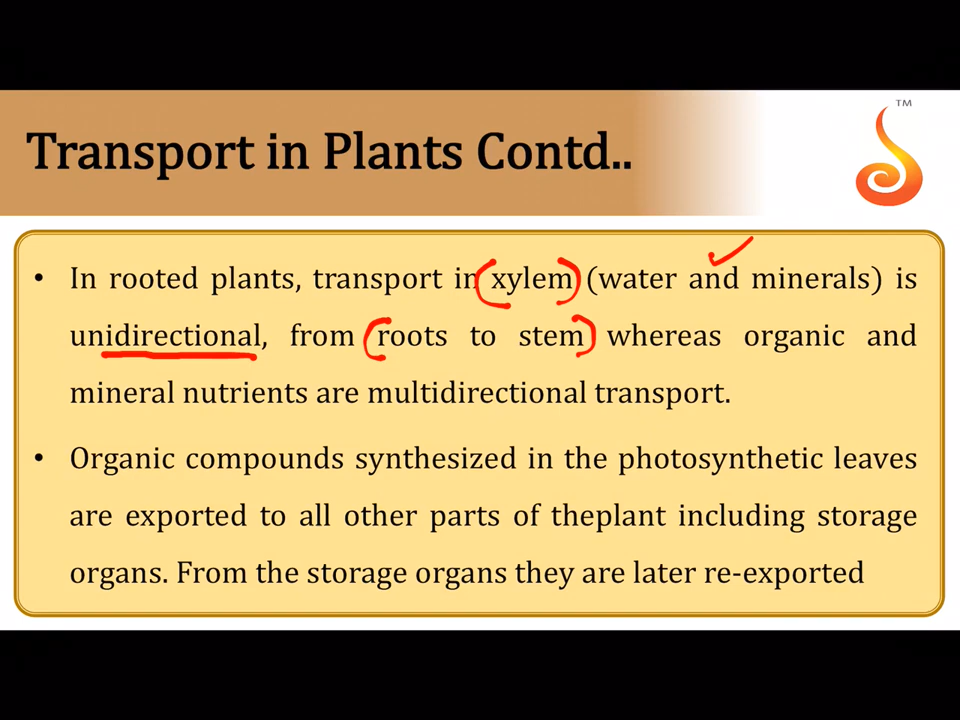 TM
Transport in Plants Contd..
• In rooted plants, transport in xylem (water and minerals) is
unidirectional, from roots to stem whereas organic and
mineral nutrients are multidirectional transport.
• Organic compounds synthesized in the photosynthetic leaves
are exported to all other parts of theplant including storage
organs. From the storage organs they are later re-exported